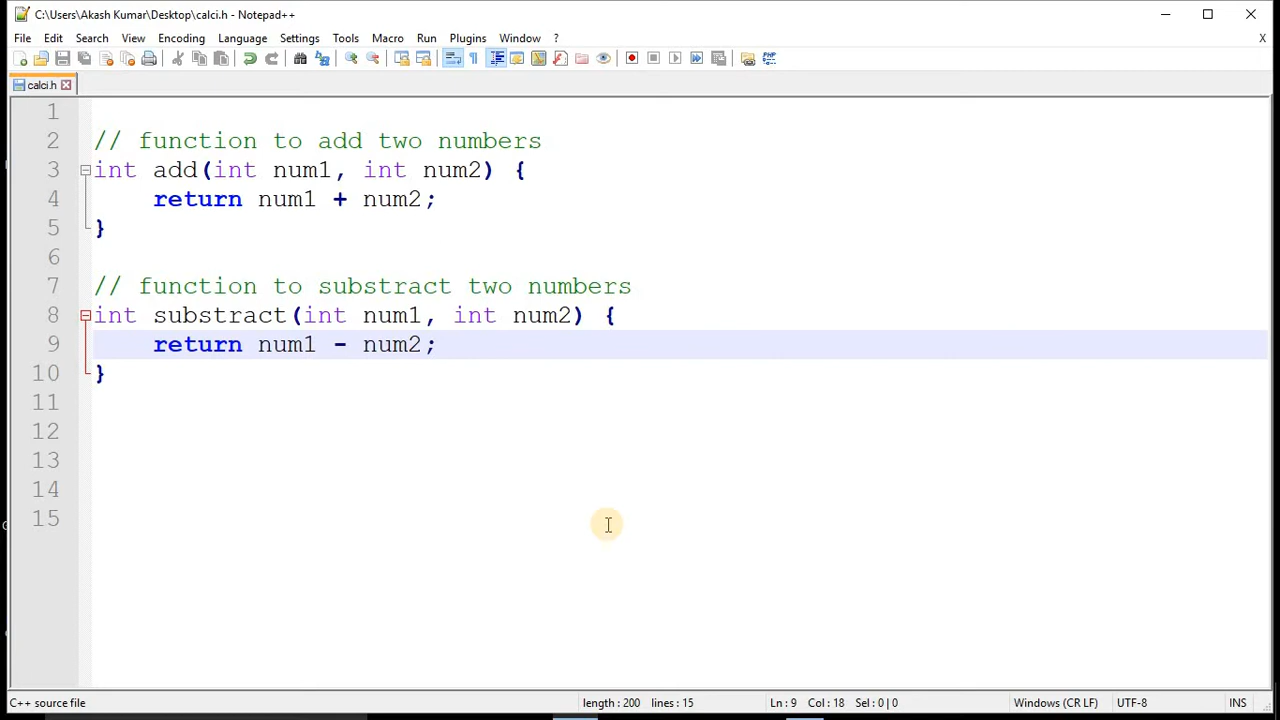 C:\Users\Akash Kumar\Desktop\calci.h - Notepad++
File Edit Search View Encoding Language Settings Tools Macro Run Plugins Window ? X
calci.h
1
2 // function to add two numbers
3 int add(int num1, int num2) {
4 return num1 + num2;
5 }
6
7 // function to substract two numbers
8 int substract(int num1, int num2) {
9 return num1 - num2;
10 }
11
12
13
14
15
C++ source file length : 200 lines : 15 Ln : 9 Col : 18 Sel : 0 | 0 Windows (CR LF) UTF-8 INS